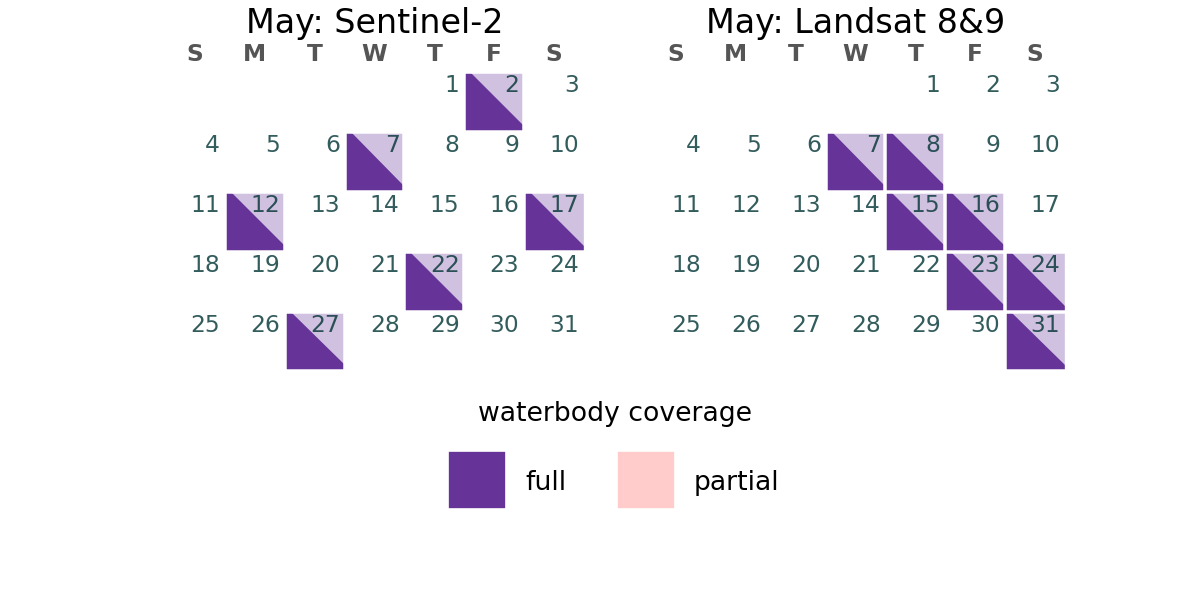 May: Sentinel-2
S M T W T F S
1 2 3
4 5 6 7 8 9 10
11 12 13 14 15 16 17
18 19 20 21 22 23 24
25 26 27 28 29 30 31
May: Landsat 8&9
S M T W T F S
1 2 3
4 5 6 7 8 9 10
11 12 13 14 15 16 17
18 19 20 21 22 23 24
25 26 27 28 29 30 31
waterbody coverage
full partial